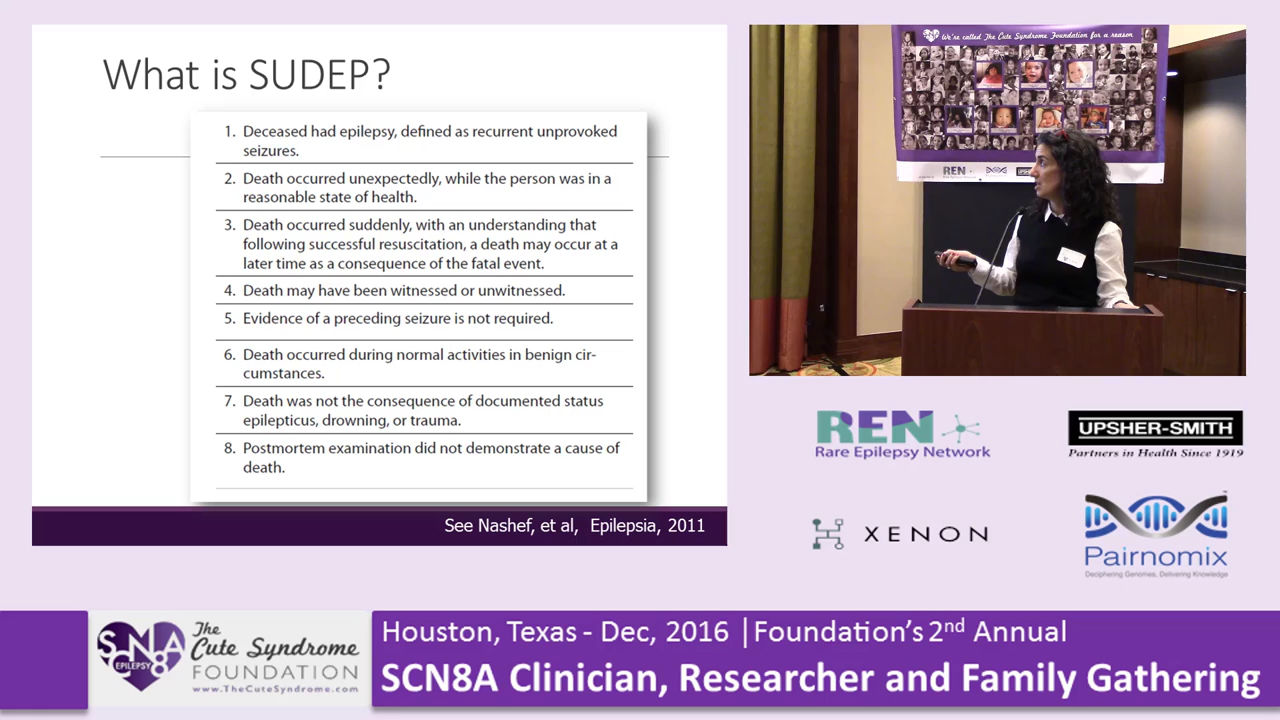 What is SUDEP?
1. Deceased had epilepsy, defined as recurrent unprovoked
seizures.
2. Death occurred unexpectedly, while the person was in a
reasonable state of health.
3. Death occurred suddenly, with an understanding that
following successful resuscitation, a death may occur at a
later time as a consequence of the fatal event.
4. Death may have been witnessed or unwitnessed.
5. Evidence of a preceding seizure is not required.
6. Death occurred during normal activities in benign cir-
cumstances.
7. Death was not the consequence of documented status
epilepticus, drowning, or trauma.
8. Postmortem examination did not demonstrate a cause of
death.
See Nashef, et al, Epilepsia, 2011
We're called The Cute Syndrome Foundation for a reason
REN
REN
Rare Epilepsy Network
UPSHER-SMITH
Partners in Health Since 1919
XENON
Pairnomix
Deciphering Genomes, Delivering Knowledge
SCN8A
EPILEPSY
The
Cute Syndrome
FOUNDATION
www.TheCuteSyndrome.com
Houston, Texas - Dec, 2016 | Foundation's 2nd Annual
SCN8A Clinician, Researcher and Family Gathering